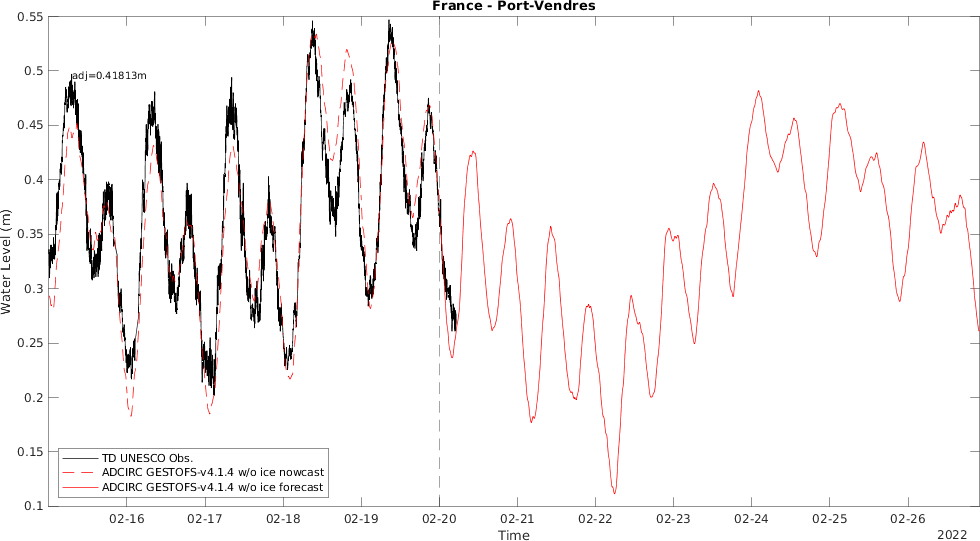 France - Port-Vendres
0.55
0.5
0.45
0.4
0.35
0.3
0.25
0.2
0.15
0.1
Water Level (m)
adj=0.41813m
TD UNESCO Obs.
ADCIRC GESTOFS-v4.1.4 w/o ice nowcast
ADCIRC GESTOFS-v4.1.4 w/o ice forecast
02-16 02-17 02-18 02-19 02-20 02-21 02-22 02-23 02-24 02-25 02-26
Time
2022